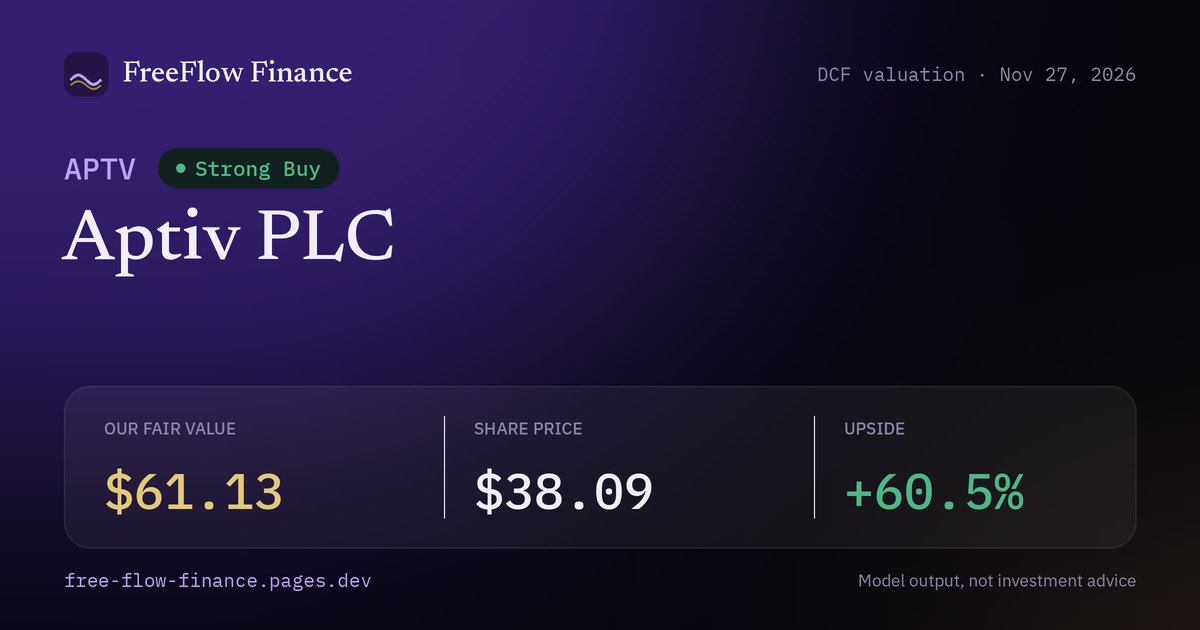 FreeFlow Finance
DCF valuation · Nov 27, 2026
APTV
Strong Buy
Aptiv PLC
OUR FAIR VALUE
$61.13
SHARE PRICE
$38.09
UPSIDE
+60.5%
free-flow-finance.pages.dev
Model output, not investment advice